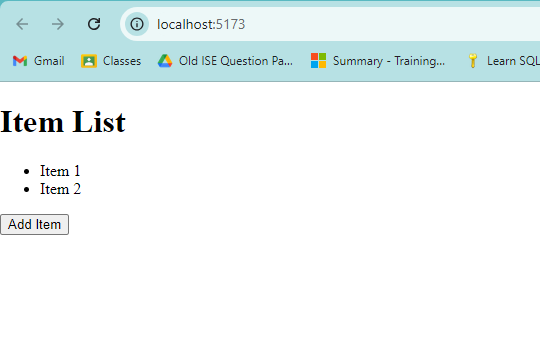 localhost:5173
Gmail Classes Old ISE Question Pa... Summary - Training... Learn SQL
Item List
• Item 1
• Item 2
Add Item